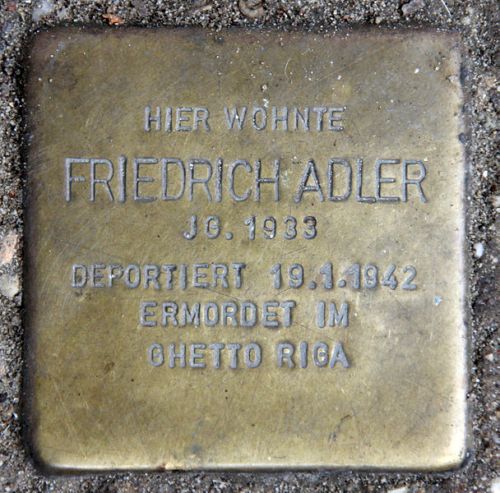 HIER WOHNTE
FRIEDRICH ADLER
JG. 1933
DEPORTIERT 19.1.1942
ERMORDET IM
GHETTO RIGA